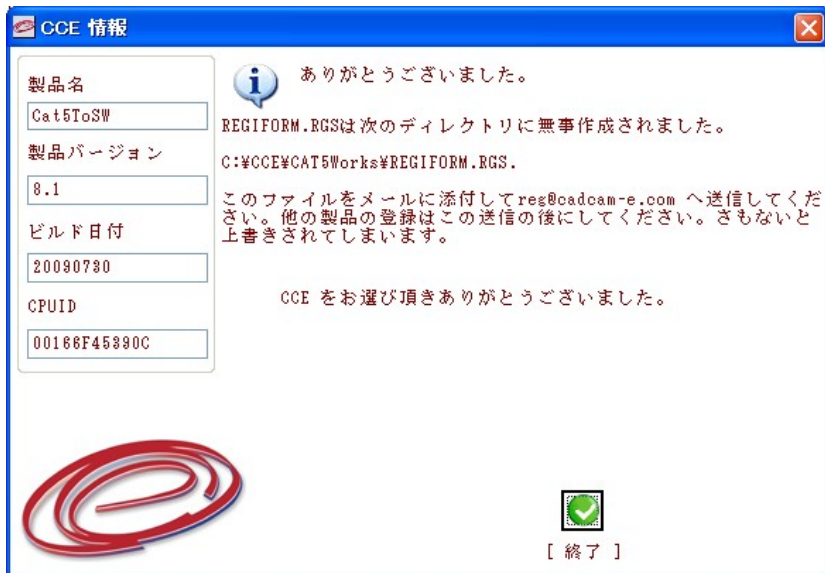 CCE 情報
製品名
Cat5ToSW
製品バージョン
8.1
ビルド日付
20090730
CPUID
00166F45390C
ありがとうございました。
REGIFORM.RGSは次のディレクトリに無事作成されました。
C:¥CCE¥CAT5Works¥REGIFORM.RGS.
このファイルをメールに添付してreg@cadcam-e.com へ送信してくだ
さい。他の製品の登録はこの送信の後にしてください。さもないと
上書きされてしまいます。
CCE をお選び頂きありがとうございました。
[ 終了 ]